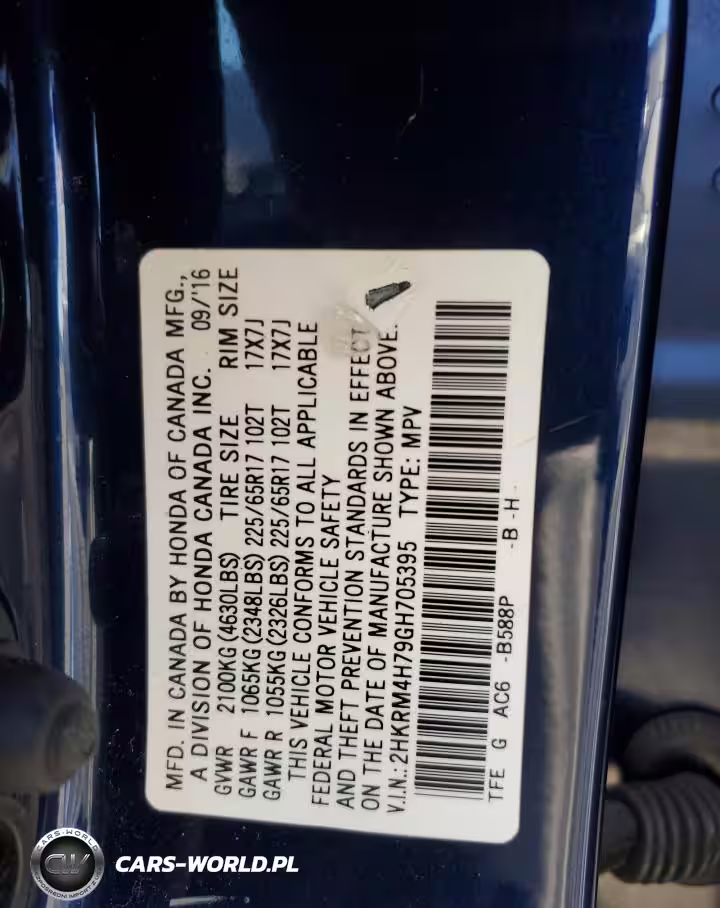 MFD. IN CANADA BY HONDA OF CANADA MFG.,
A DIVISION OF HONDA CANADA INC. 09/'16
GVWR 2100KG (4630LBS) TIRE SIZE RIM SIZE
GAWR F 1065KG (2348LBS) 225/65R17 102T 17X7J
GAWR R 1055KG (2326LBS) 225/65R17 102T 17X7J
THIS VEHICLE CONFORMS TO ALL APPLICABLE
FEDERAL MOTOR VEHICLE SAFETY
AND THEFT PREVENTION STANDARDS IN EFFECT
ON THE DATE OF MANUFACTURE SHOWN ABOVE.
V.I.N.: 2HKRM4H79GH705395 TYPE: MPV
TFE G AC6 -B588P -B -H
CARS-WORLD.PL
CARS-WORLD
CW